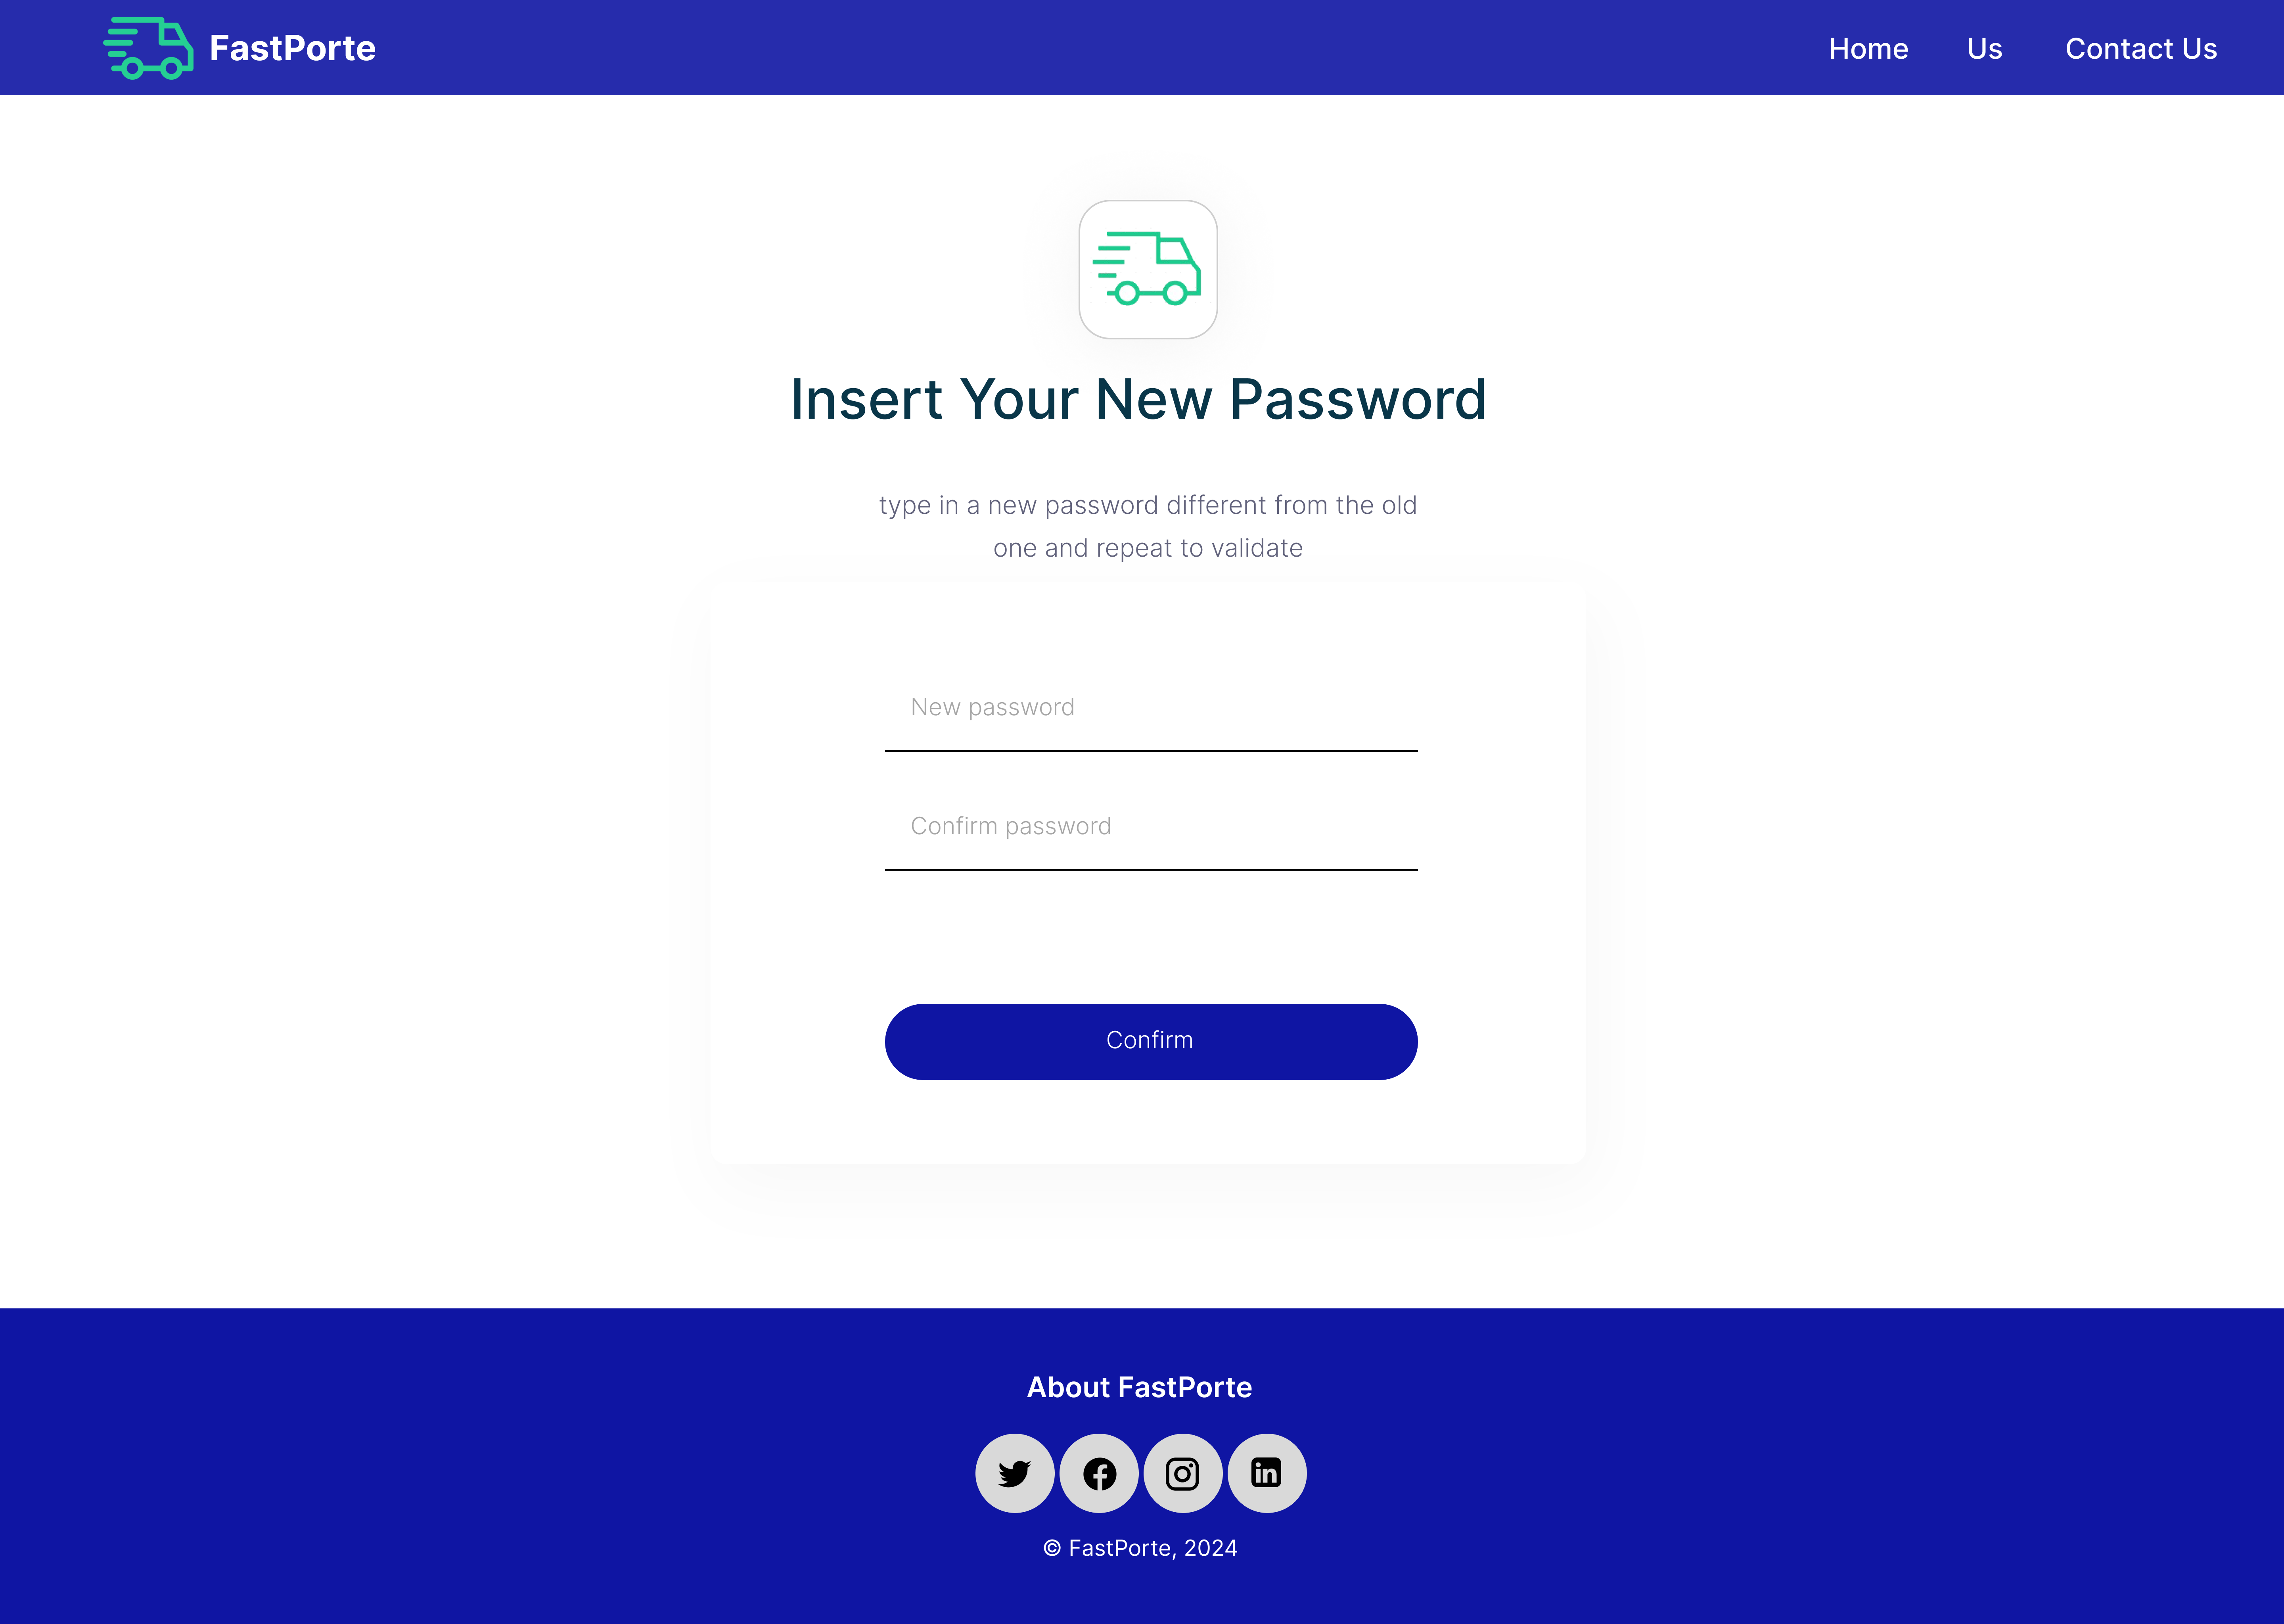 FastPorte
Home
Us
Contact Us
Insert Your New Password
type in a new password different from the old
one and repeat to validate
New password
Confirm password
Confirm
About FastPorte
© FastPorte, 2024